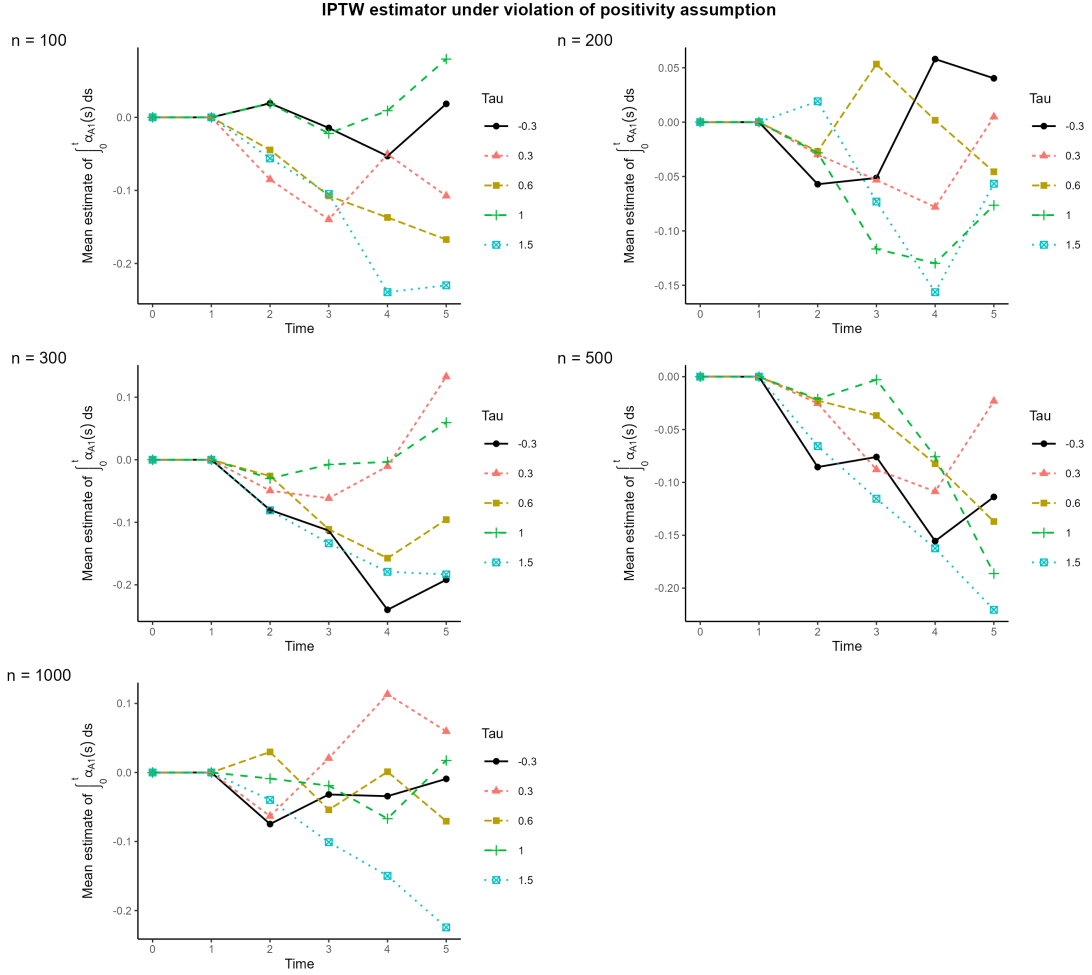 IPTW estimator under violation of positivity assumption
n = 100
Mean estimate of ∫₀ᵗ αA1(s) ds
0.0
-0.1
-0.2
0 1 2 3 4 5
Time
Tau
-0.3
0.3
0.6
1
1.5
n = 200
Mean estimate of ∫₀ᵗ αA1(s) ds
0.05
0.00
-0.05
-0.10
-0.15
0 1 2 3 4 5
Time
Tau
-0.3
0.3
0.6
1
1.5
n = 300
Mean estimate of ∫₀ᵗ αA1(s) ds
0.1
0.0
-0.1
-0.2
0 1 2 3 4 5
Time
Tau
-0.3
0.3
0.6
1
1.5
n = 500
Mean estimate of ∫₀ᵗ αA1(s) ds
0.00
-0.05
-0.10
-0.15
-0.20
0 1 2 3 4 5
Time
Tau
-0.3
0.3
0.6
1
1.5
n = 1000
Mean estimate of ∫₀ᵗ αA1(s) ds
0.1
0.0
-0.1
-0.2
0 1 2 3 4 5
Time
Tau
-0.3
0.3
0.6
1
1.5